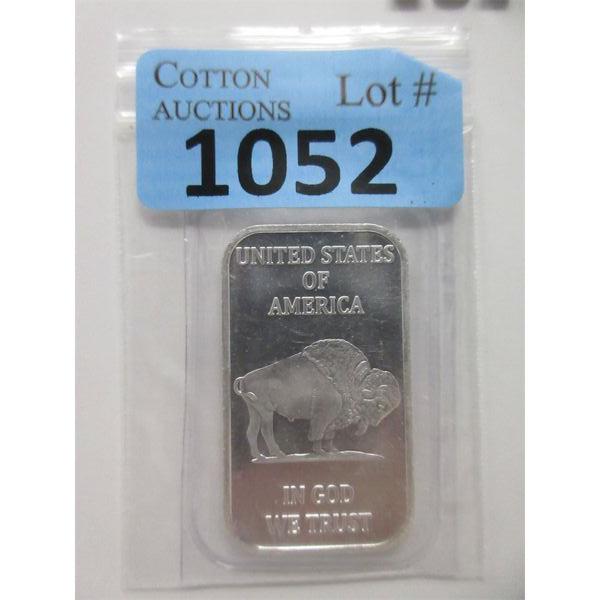 COTTON AUCTIONS Lot #
1052
UNITED STATES
OF
AMERICA
IN GOD
WE TRUST